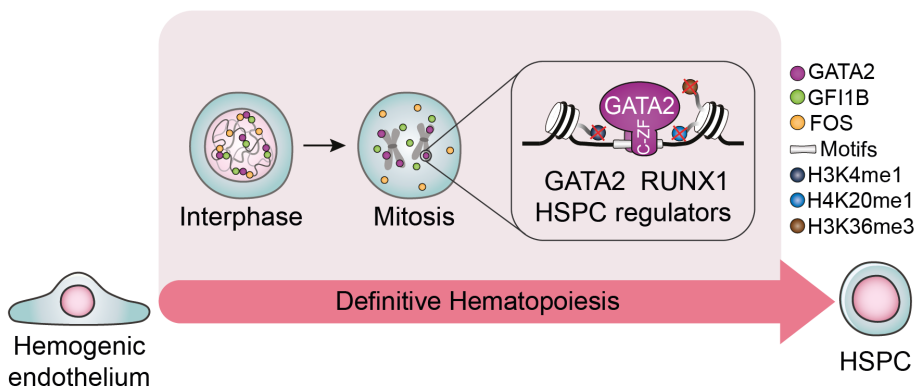 GATA2
C-ZF
GATA2 RUNX1
HSPC regulators
Interphase
Mitosis
GATA2
GFI1B
FOS
Motifs
H3K4me1
H4K20me1
H3K36me3
Definitive Hematopoiesis
Hemogenic
endothelium
HSPC